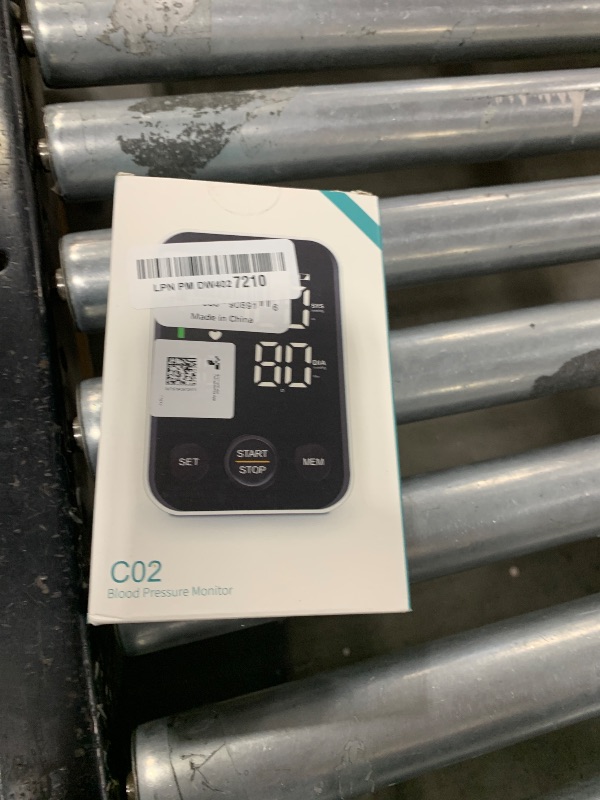 LPN PM DW402 7210
Made in China
SYS
80
DIA
SET
START
STOP
MEM
C02
Blood Pressure Monitor